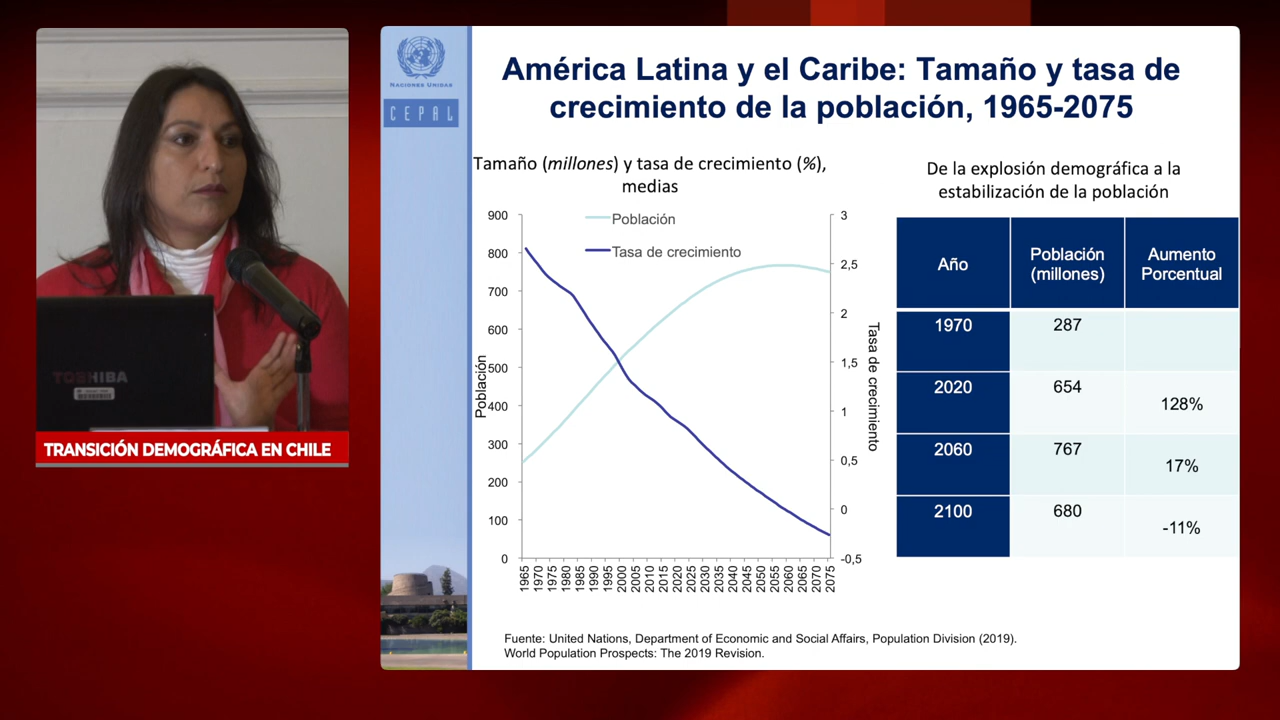 TOSHIBA
TRANSICIÓN DEMOGRÁFICA EN CHILE
NACIONES UNIDAS
CEPAL
América Latina y el Caribe: Tamaño y tasa de
crecimiento de la población, 1965-2075
Tamaño (millones) y tasa de crecimiento (%),
medias
Población
Tasa de crecimiento
900
800
700
600
500
400
300
200
100
0
Población
3
2,5
2
1,5
1
0,5
0
-0,5
Tasa de crecimiento
1965 1970 1975 1980 1985 1990 1995 2000 2005 2010 2015 2020 2025 2030 2035 2040 2045 2050 2055 2060 2065 2070 2075
De la explosión demográfica a la
estabilización de la población
Año Población (millones) Aumento Porcentual
1970 287
2020 654 128%
2060 767 17%
2100 680 -11%
Fuente: United Nations, Department of Economic and Social Affairs, Population Division (2019).
World Population Prospects: The 2019 Revision.